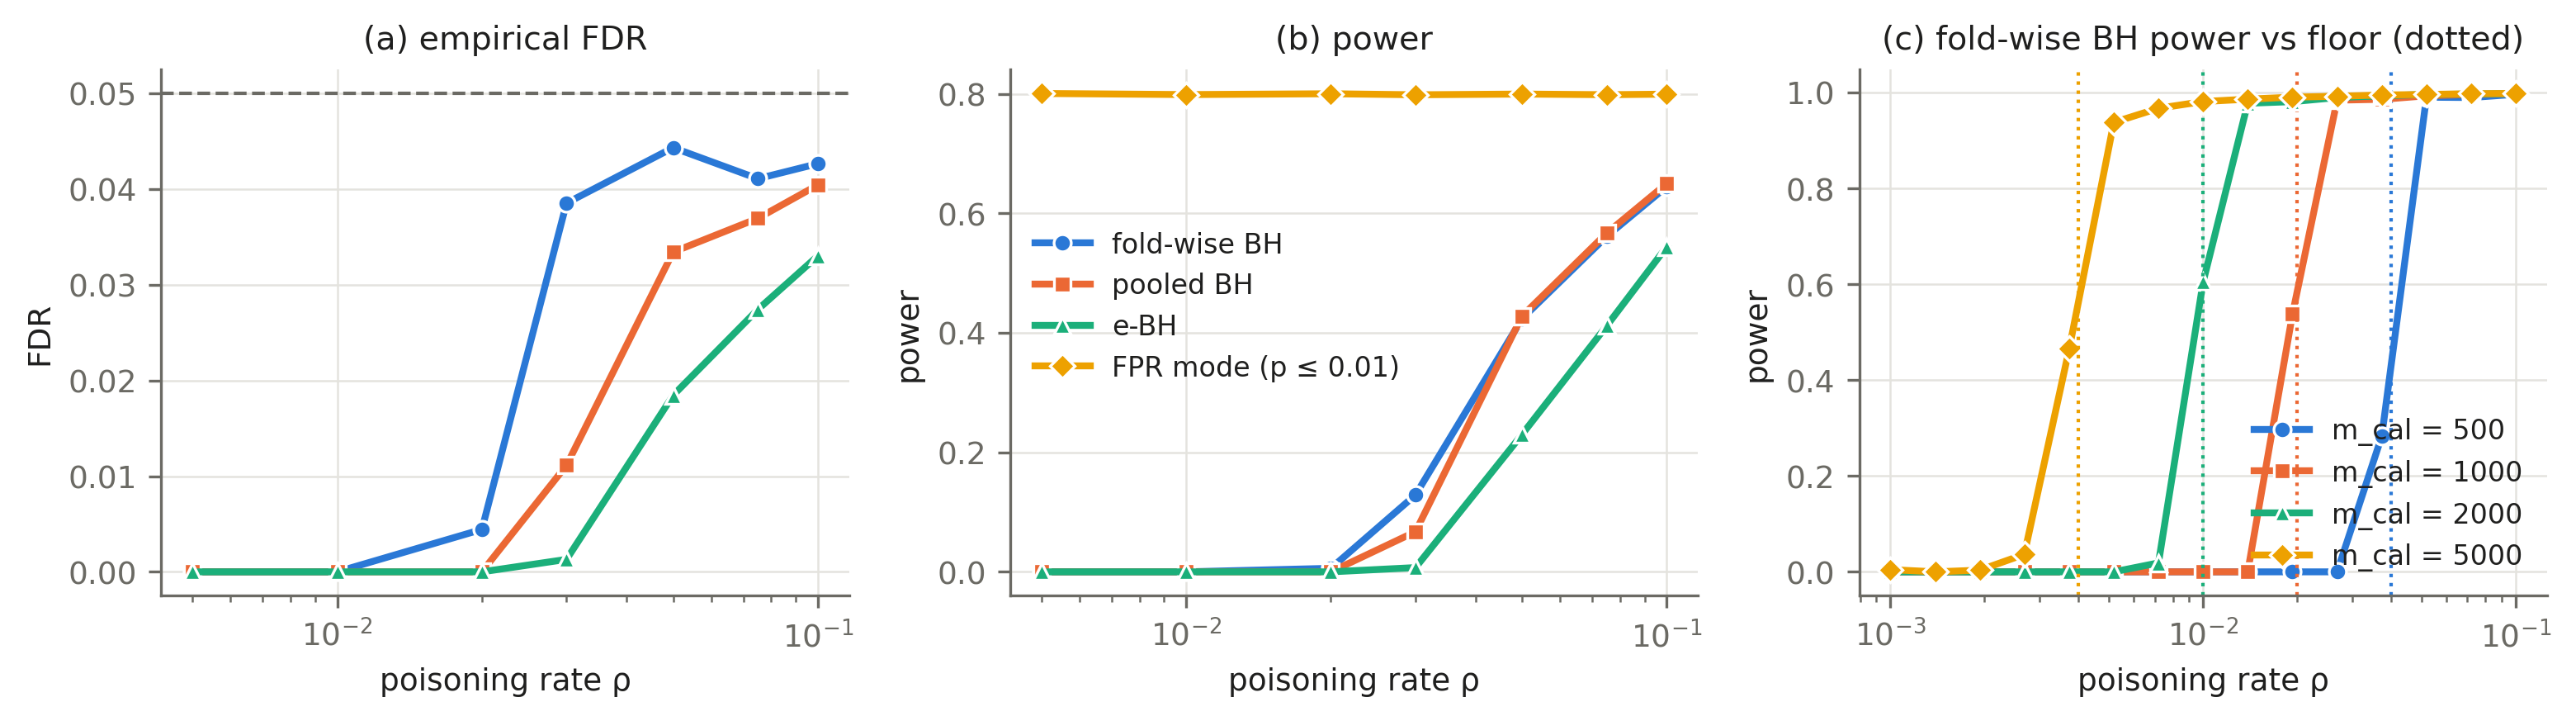 (a) empirical FDR
0.05
0.04
0.03
0.02
0.01
0.00
FDR
10⁻²
10⁻¹
poisoning rate ρ
(b) power
0.8
0.6
0.4
0.2
0.0
power
fold-wise BH
pooled BH
e-BH
FPR mode (p ≤ 0.01)
10⁻²
10⁻¹
poisoning rate ρ
(c) fold-wise BH power vs floor (dotted)
1.0
0.8
0.6
0.4
0.2
0.0
power
m_cal = 500
m_cal = 1000
m_cal = 2000
m_cal = 5000
10⁻³
10⁻²
10⁻¹
poisoning rate ρ